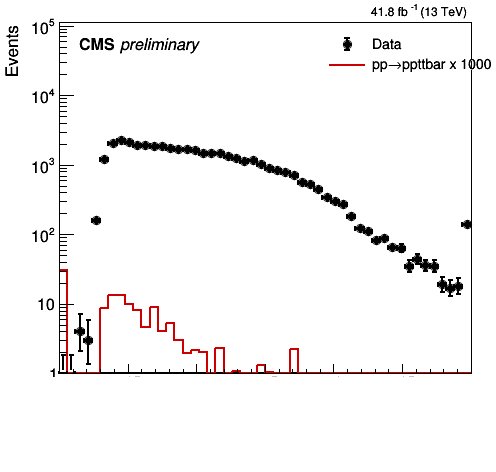 41.8 fb⁻¹ (13 TeV)
Events
CMS preliminary
Data
pp→ppttbar x 1000
10⁵
10⁴
10³
10²
10
1